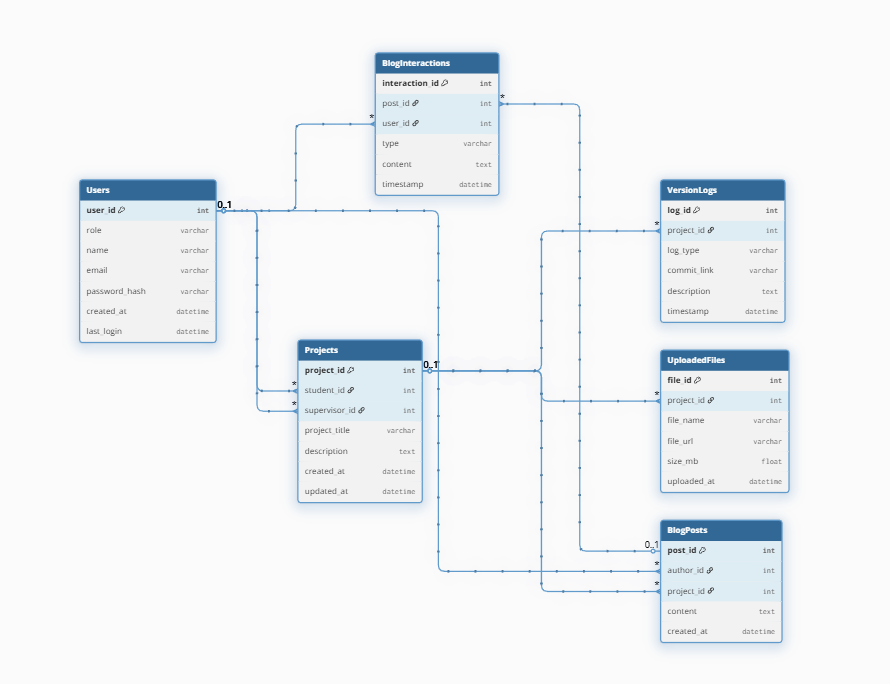 BlogInteractions
interaction_id int
post_id int
user_id int
type varchar
content text
timestamp datetime
*
*
Users
user_id int
role varchar
name varchar
email varchar
password_hash varchar
created_at datetime
last_login datetime
0..1
VersionLogs
log_id int
project_id int
log_type varchar
commit_link varchar
description text
timestamp datetime
*
Projects
project_id int
student_id int
supervisor_id int
project_title varchar
description text
created_at datetime
updated_at datetime
0..1
*
*
UploadedFiles
file_id int
project_id int
file_name varchar
file_url varchar
size_mb float
uploaded_at datetime
*
BlogPosts
post_id int
author_id int
project_id int
content text
created_at datetime
0..1
*
*